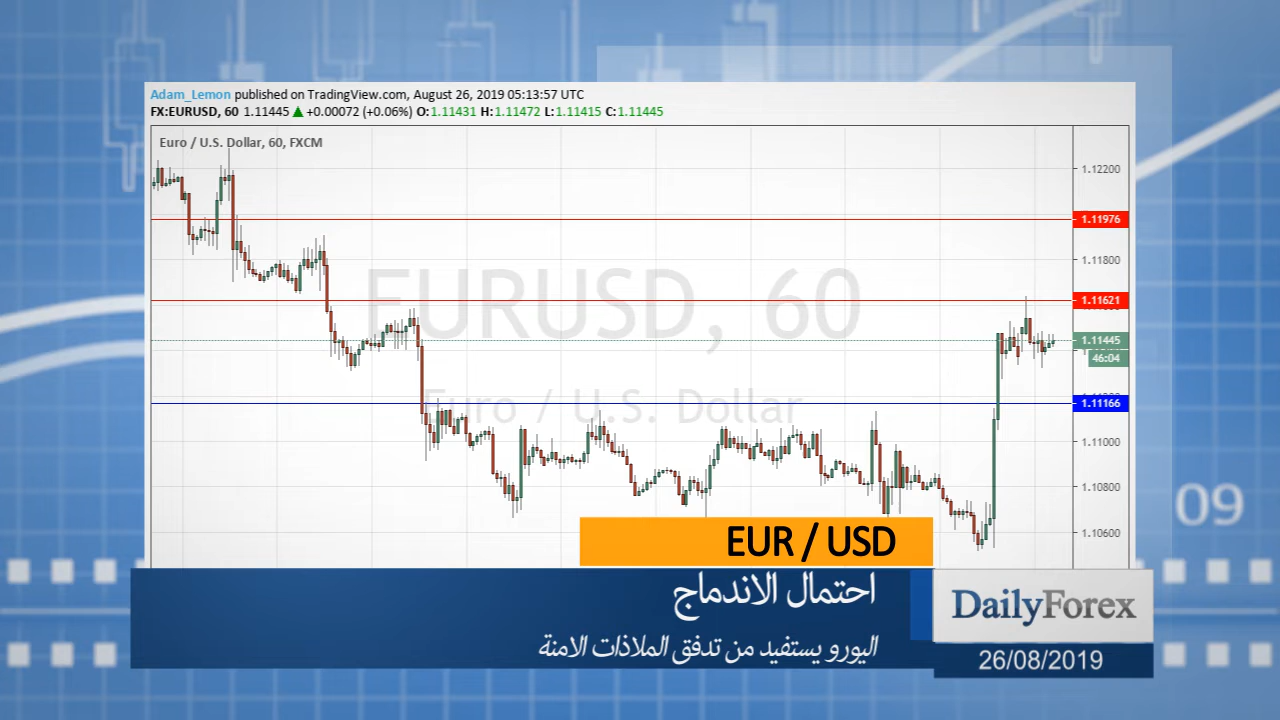 Adam_Lemon published on TradingView.com, August 26, 2019 05:13:57 UTC
FX:EURUSD, 60 1.11445 ▲ +0.00072 (+0.06%) O:1.11431 H:1.11472 L:1.11415 C:1.11445
Euro / U.S. Dollar, 60, FXCM
1.12200
1.11976
1.11800
EURUSD, 60
1.11621
1.11445
46:04
Euro / U.S. Dollar
1.11166
1.11000
1.10800
09
1.10600
EUR / USD
احتمال الاندماج
DailyForex
اليورو يستفيد من تدفق الملاذات الامنة
26/08/2019